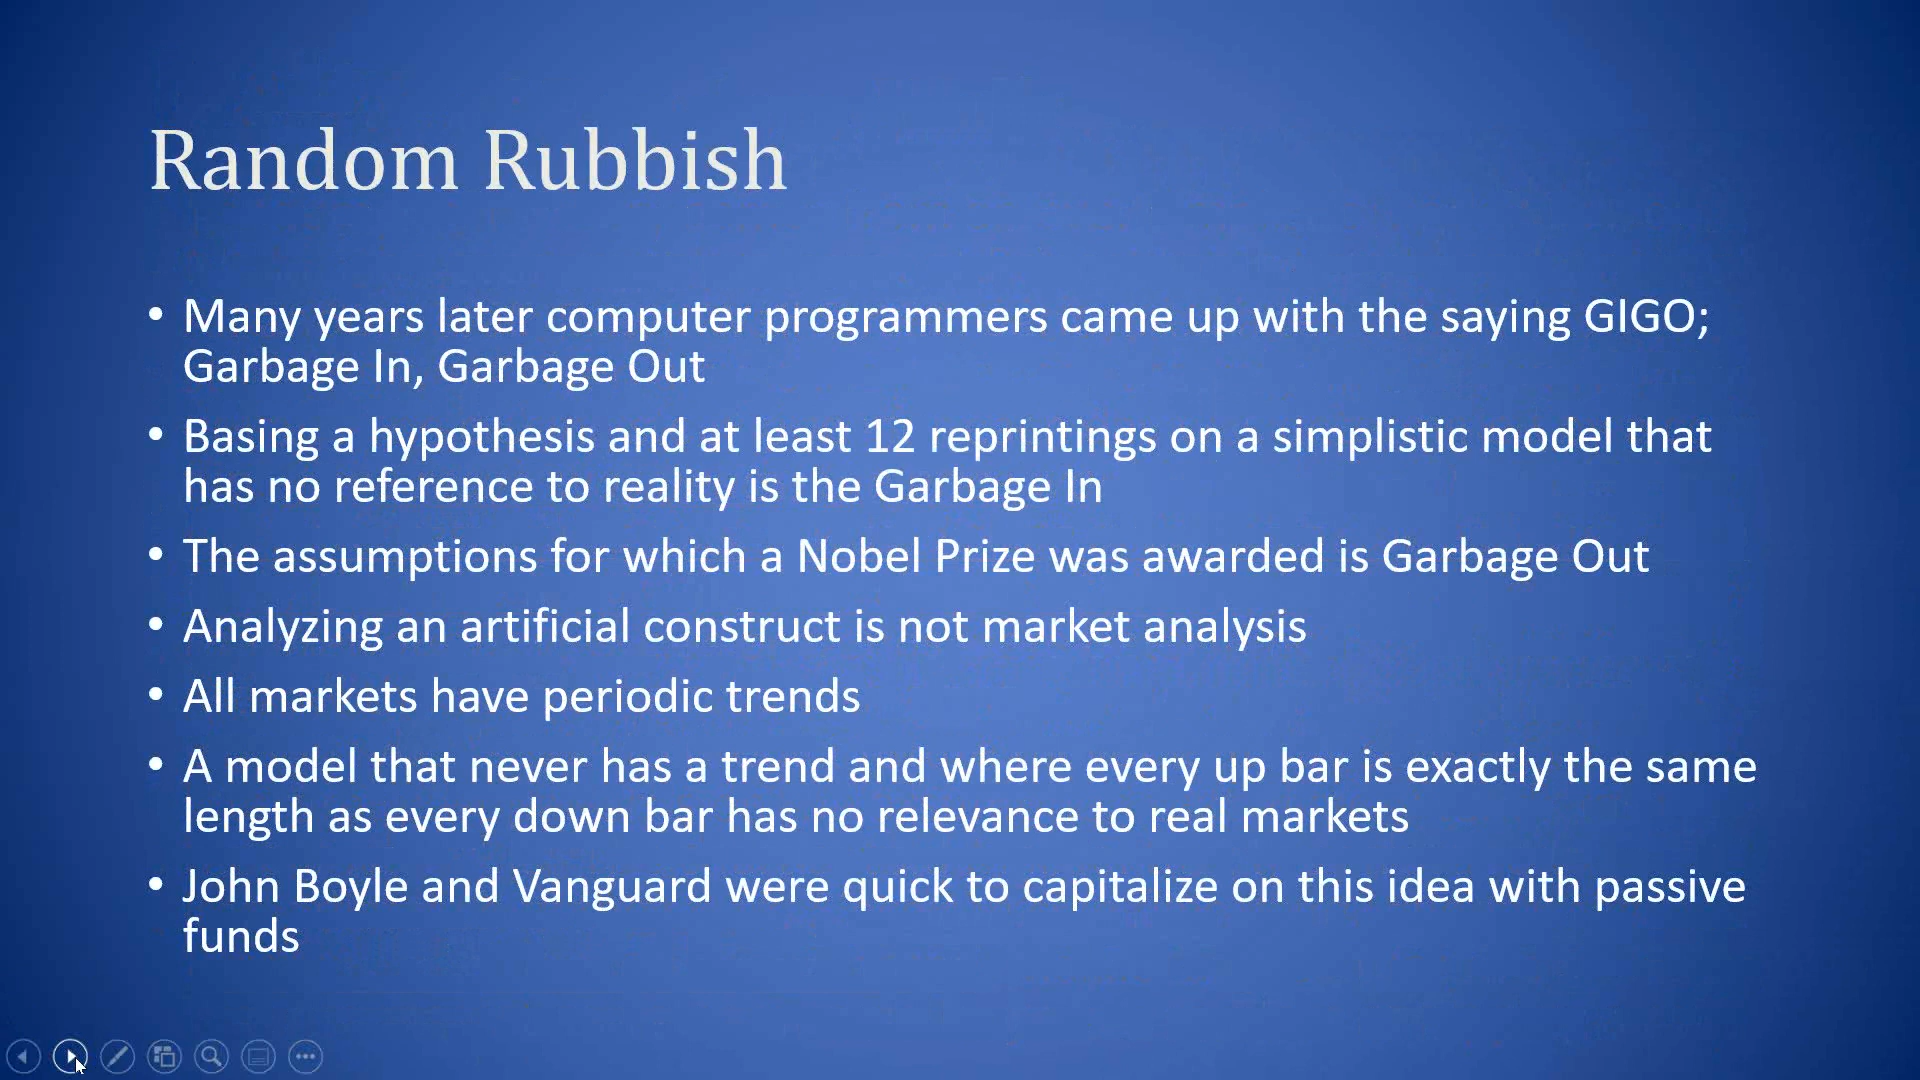 Random Rubbish
• Many years later computer programmers came up with the saying GIGO;
Garbage In, Garbage Out
• Basing a hypothesis and at least 12 reprintings on a simplistic model that
has no reference to reality is the Garbage In
• The assumptions for which a Nobel Prize was awarded is Garbage Out
• Analyzing an artificial construct is not market analysis
• All markets have periodic trends
• A model that never has a trend and where every up bar is exactly the same
length as every down bar has no relevance to real markets
• John Boyle and Vanguard were quick to capitalize on this idea with passive
funds